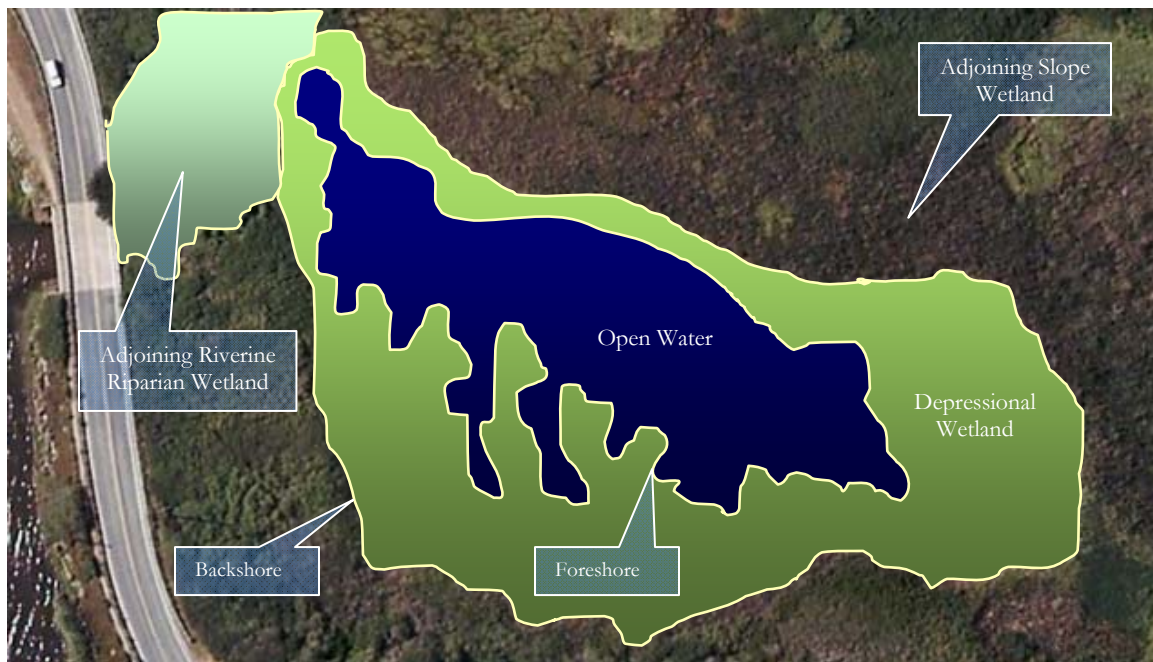 Adjoining Slope
Wetland
Open Water
Adjoining Riverine
Riparian Wetland
Depressional
Wetland
Backshore
Foreshore